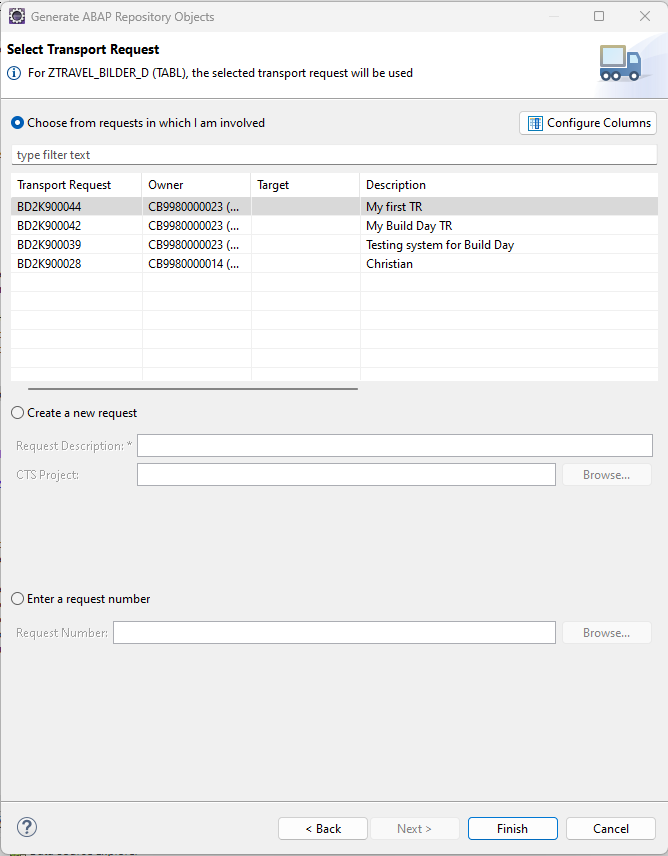 Generate ABAP Repository Objects
Select Transport Request
For ZTRAVEL_BILDER_D (TABL), the selected transport request will be used
Choose from requests in which I am involved
Configure Columns
type filter text
Transport Request Owner Target Description
BD2K900044 CB9980000023 (... My first TR
BD2K900042 CB9980000023 (... My Build Day TR
BD2K900039 CB9980000023 (... Testing system for Build Day
BD2K900028 CB9980000014 (... Christian
Create a new request
Request Description: *
CTS Project: Browse...
Enter a request number
Request Number: Browse...
? < Back Next > Finish Cancel